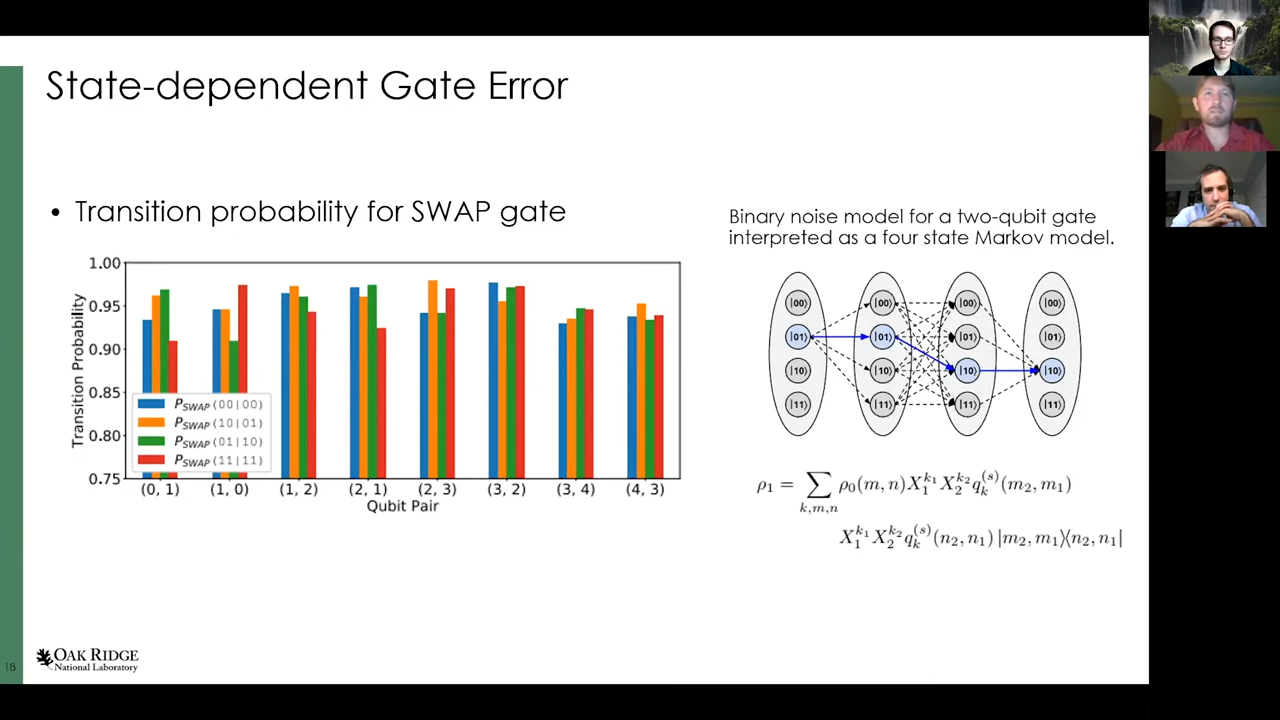 State-dependent Gate Error
• Transition probability for SWAP gate
Transition Probability
1.00
0.95
0.90
0.85
0.80
0.75
P_SWAP (00|00)
P_SWAP (10|01)
P_SWAP (01|10)
P_SWAP (11|11)
(0, 1) (1, 0) (1, 2) (2, 1) (2, 3) (3, 2) (3, 4) (4, 3)
Qubit Pair
Binary noise model for a two-qubit gate
interpreted as a four state Markov model.
|00⟩ |00⟩ |00⟩ |00⟩
|01⟩ |01⟩ |01⟩ |01⟩
|10⟩ |10⟩ |10⟩ |10⟩
|11⟩ |11⟩ |11⟩ |11⟩
ρ₁ = ∑_{k,m,n} ρ₀(m, n)X₁^{k₁} X₂^{k₂} q_k^{(s)}(m₂, m₁)
X₁^{k₁} X₂^{k₂} q_k^{(s)}(n₂, n₁) |m₂, m₁⟩⟨n₂, n₁|
18
OAK RIDGE
National Laboratory